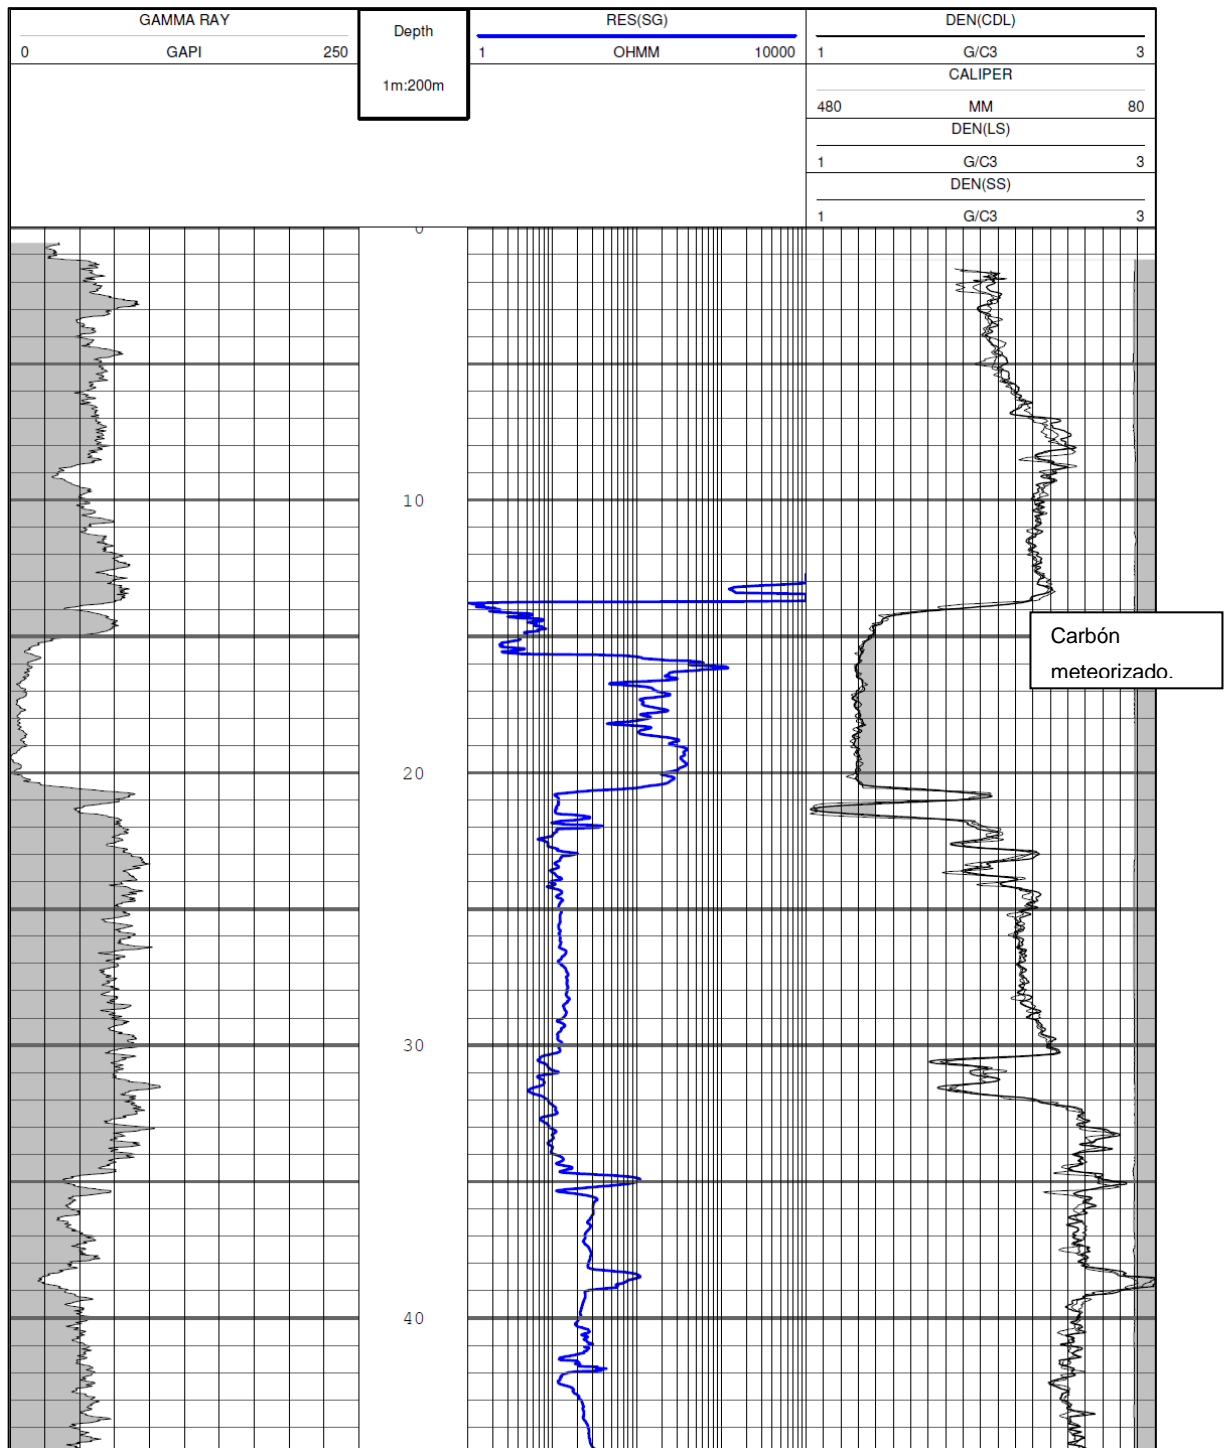 GAMMA RAY
0 GAPI 250
Depth
1m:200m
RES(SG)
1 OHMM 10000
DEN(CDL)
1 G/C3 3
CALIPER
480 MM 80
DEN(LS)
1 G/C3 3
DEN(SS)
1 G/C3 3
0
10
Carbón
meteorizado.
20
30
40